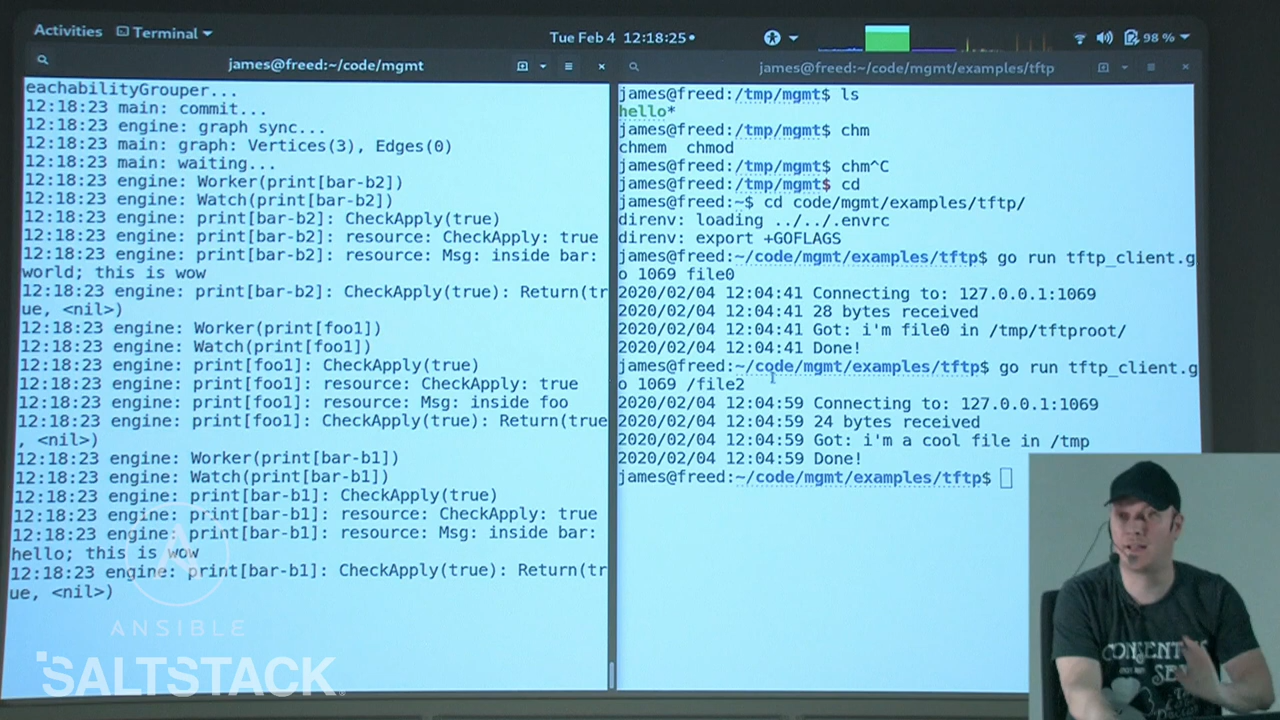 Activities Terminal Tue Feb 4 12:18:25 98 %
james@freed:~/code/mgmt
eachabilityGrouper...
12:18:23 main: commit...
12:18:23 engine: graph sync...
12:18:23 main: graph: Vertices(3), Edges(0)
12:18:23 main: waiting...
12:18:23 engine: Worker(print[bar-b2])
12:18:23 engine: Watch(print[bar-b2])
12:18:23 engine: print[bar-b2]: CheckApply(true)
12:18:23 engine: print[bar-b2]: resource: CheckApply: true
12:18:23 engine: print[bar-b2]: resource: Msg: inside bar:
world; this is wow
12:18:23 engine: print[bar-b2]: CheckApply(true): Return(tr
ue, <nil>)
12:18:23 engine: Worker(print[foo1])
12:18:23 engine: Watch(print[foo1])
12:18:23 engine: print[foo1]: CheckApply(true)
12:18:23 engine: print[foo1]: resource: CheckApply: true
12:18:23 engine: print[foo1]: resource: Msg: inside foo
12:18:23 engine: print[foo1]: CheckApply(true): Return(true
, <nil>)
12:18:23 engine: Worker(print[bar-b1])
12:18:23 engine: Watch(print[bar-b1])
12:18:23 engine: print[bar-b1]: CheckApply(true)
12:18:23 engine: print[bar-b1]: resource: CheckApply: true
12:18:23 engine: print[bar-b1]: resource: Msg: inside bar:
hello; this is wow
12:18:23 engine: print[bar-b1]: CheckApply(true): Return(tr
ue, <nil>)
ANSIBLE
SALTSTACK
james@freed:~/code/mgmt/examples/tftp
james@freed:/tmp/mgmt$ ls
hello*
james@freed:/tmp/mgmt$ chm
chmem chmod
james@freed:/tmp/mgmt$ chm^C
james@freed:/tmp/mgmt$ cd
james@freed:~$ cd code/mgmt/examples/tftp/
direnv: loading ../../.envrc
direnv: export +GOFLAGS
james@freed:~/code/mgmt/examples/tftp$ go run tftp_client.g
o 1069 file0
2020/02/04 12:04:41 Connecting to: 127.0.0.1:1069
2020/02/04 12:04:41 28 bytes received
2020/02/04 12:04:41 Got: i'm file0 in /tmp/tftproot/
2020/02/04 12:04:41 Done!
james@freed:~/code/mgmt/examples/tftp$ go run tftp_client.g
o 1069 /file2
2020/02/04 12:04:59 Connecting to: 127.0.0.1:1069
2020/02/04 12:04:59 24 bytes received
2020/02/04 12:04:59 Got: i'm a cool file in /tmp
2020/02/04 12:04:59 Done!
james@freed:~/code/mgmt/examples/tftp$